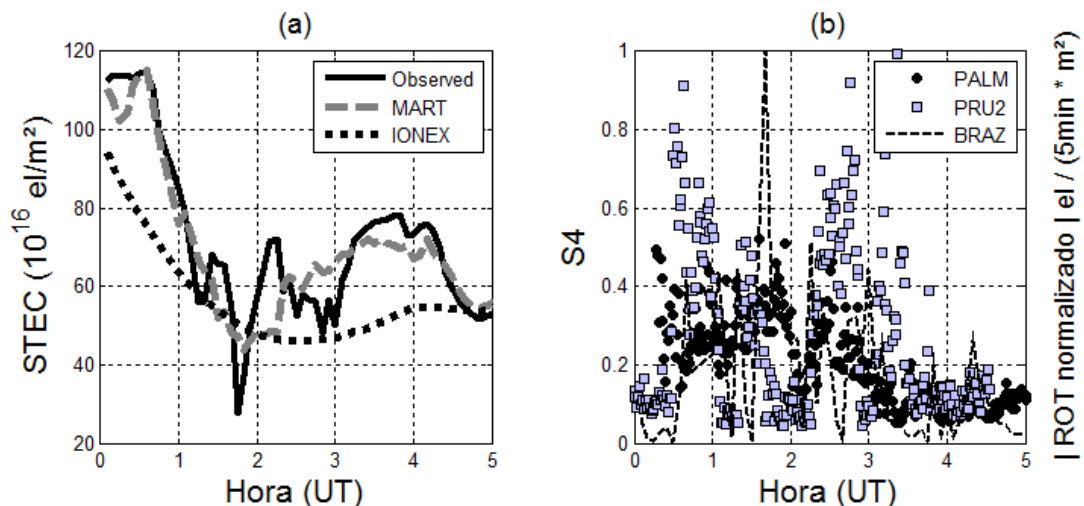 (a)
STEC (10¹⁶ el/m²)
120
100
80
60
40
20
0
1
2
3
4
5
Hora (UT)
Observed
MART
IONEX
(b)
S4
1
0.8
0.6
0.4
0.2
0
0
1
2
3
4
5
Hora (UT)
PALM
PRU2
BRAZ
| ROT normalizado | el / (5min * m²)